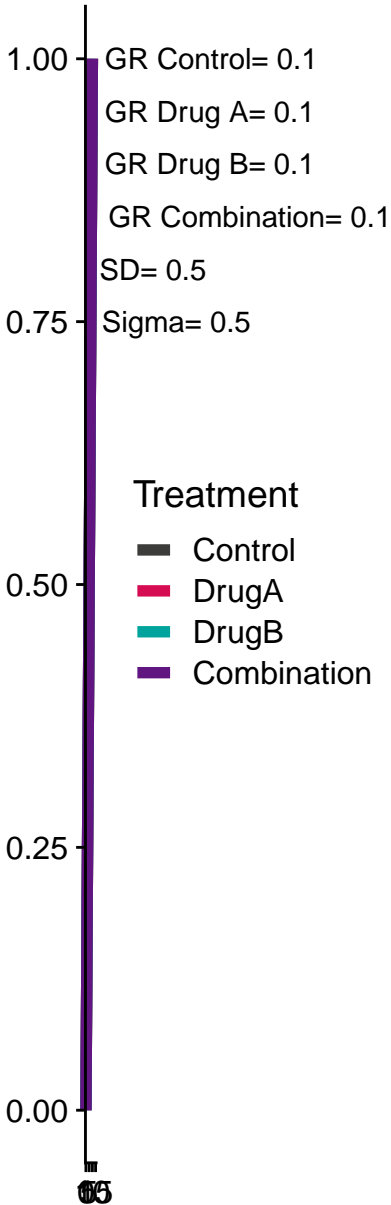 1.00
GR Control= 0.1
GR Drug A= 0.1
GR Drug B= 0.1
GR Combination= 0.1
SD= 0.5
0.75
Sigma= 0.5
Treatment
0.50
Control
DrugA
DrugB
Combination
0.25
0.00